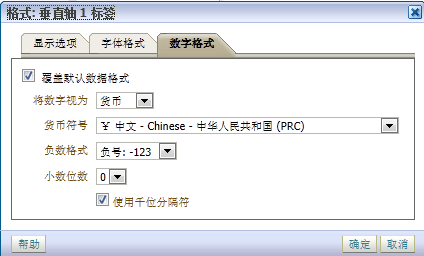 格式: 垂直轴 1 标签
显示选项 字体格式 数字格式
覆盖默认数据格式
将数字视为 货币
货币符号 ¥ 中文 - Chinese - 中华人民共和国 (PRC)
负数格式 负号: -123
小数位数 0
使用千位分隔符
帮助 确定 取消